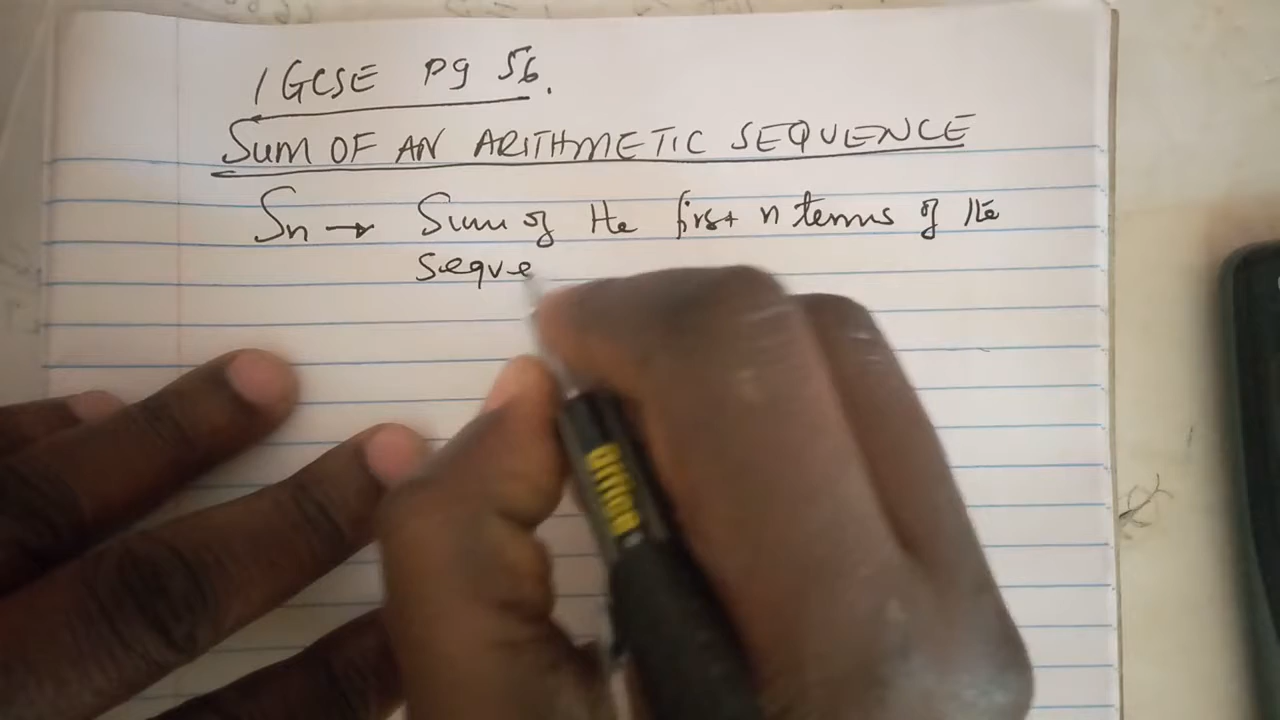 IGCSE pg 56.
SUM OF AN ARITHMETIC SEQUENCE
Sn → Sum of the first n terms of the
seque